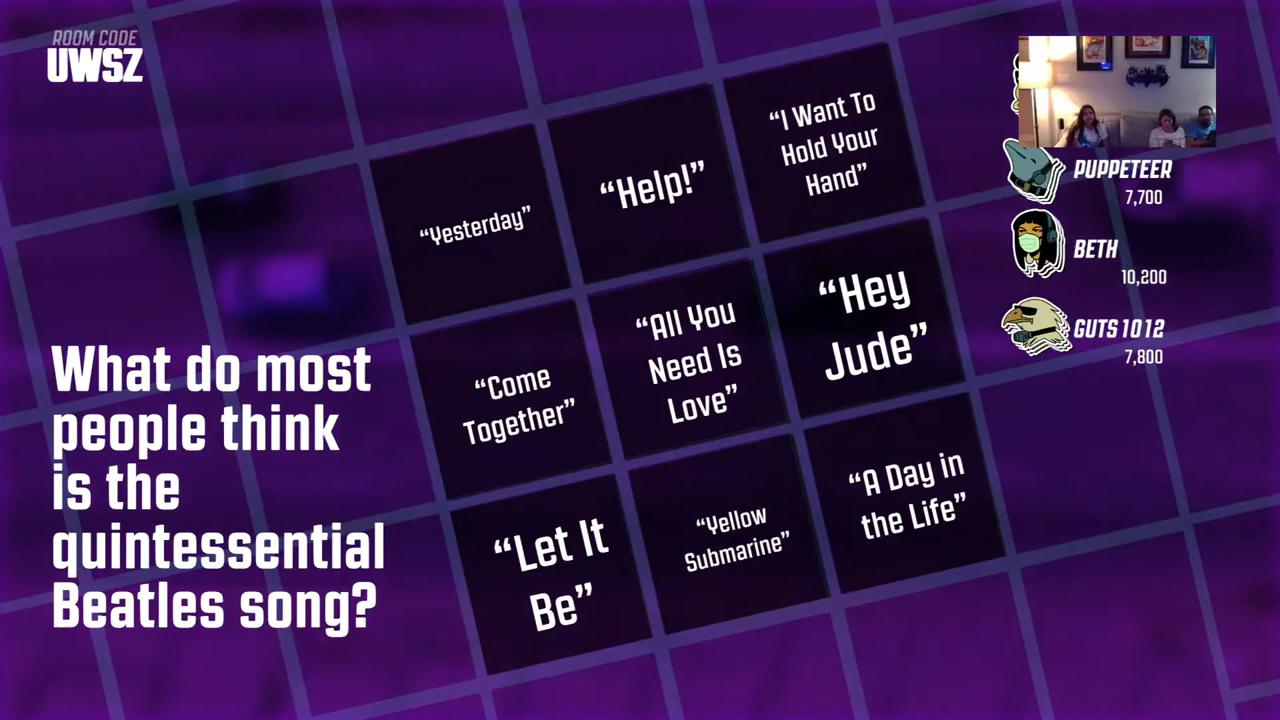 ROOM CODE
UWSZ
What do most
people think
is the
quintessential
Beatles song?
“Yesterday”
“Help!”
“I Want To
Hold Your
Hand”
“Come
Together”
“All You
Need Is
Love”
“Hey
Jude”
“Let It
Be”
“Yellow
Submarine”
“A Day in
the Life”
PUPPETEER
7,700
BETH
10,200
GUTS1012
7,800